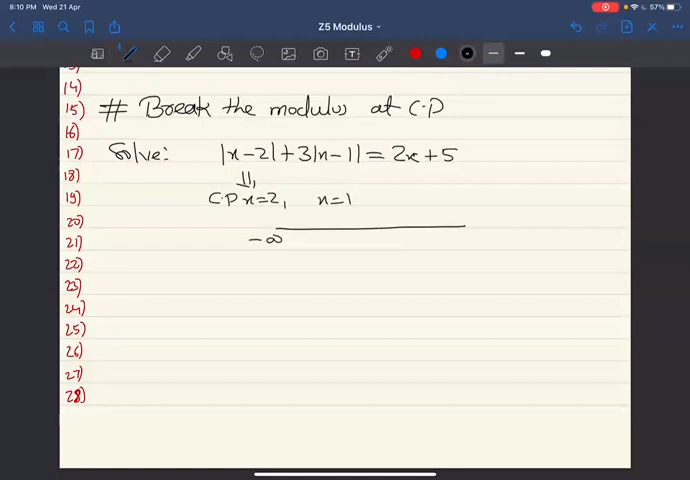 8:10 PM Wed 21 Apr 57%
Z5 Modulus
14)
15) # Break the modulus at C.P
16)
17) Solve: |x-2|+3|x-1|=2x+5
18)
19) C.P x=2, x=1
20)
21) -∞
22)
23)
24)
25)
26)
27)
28)